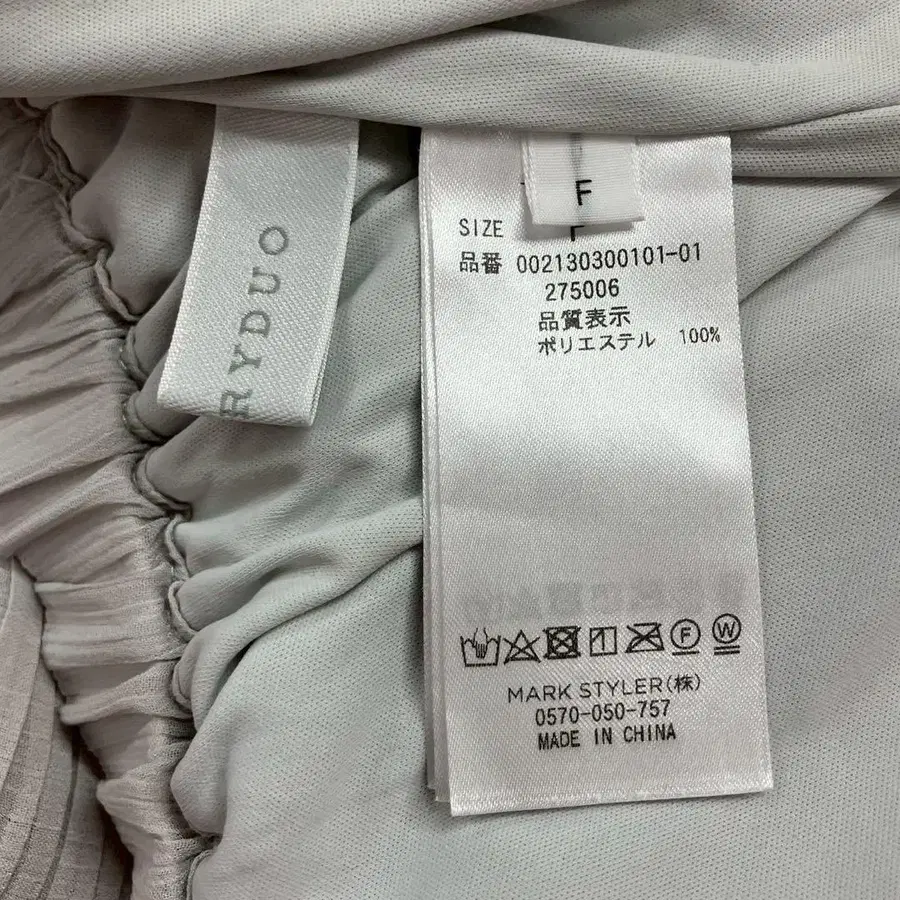 RYDUO
F
SIZE F
品番 002130300101-01
275006
品質表示
ポリエステル 100%
F W
MARK STYLER(株)
0570-050-757
MADE IN CHINA